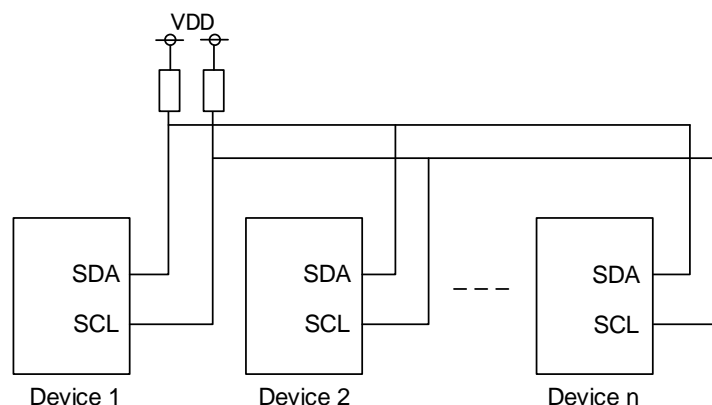 VDD
SDA
SCL
Device 1
SDA
SCL
Device 2
SDA
SCL
Device n